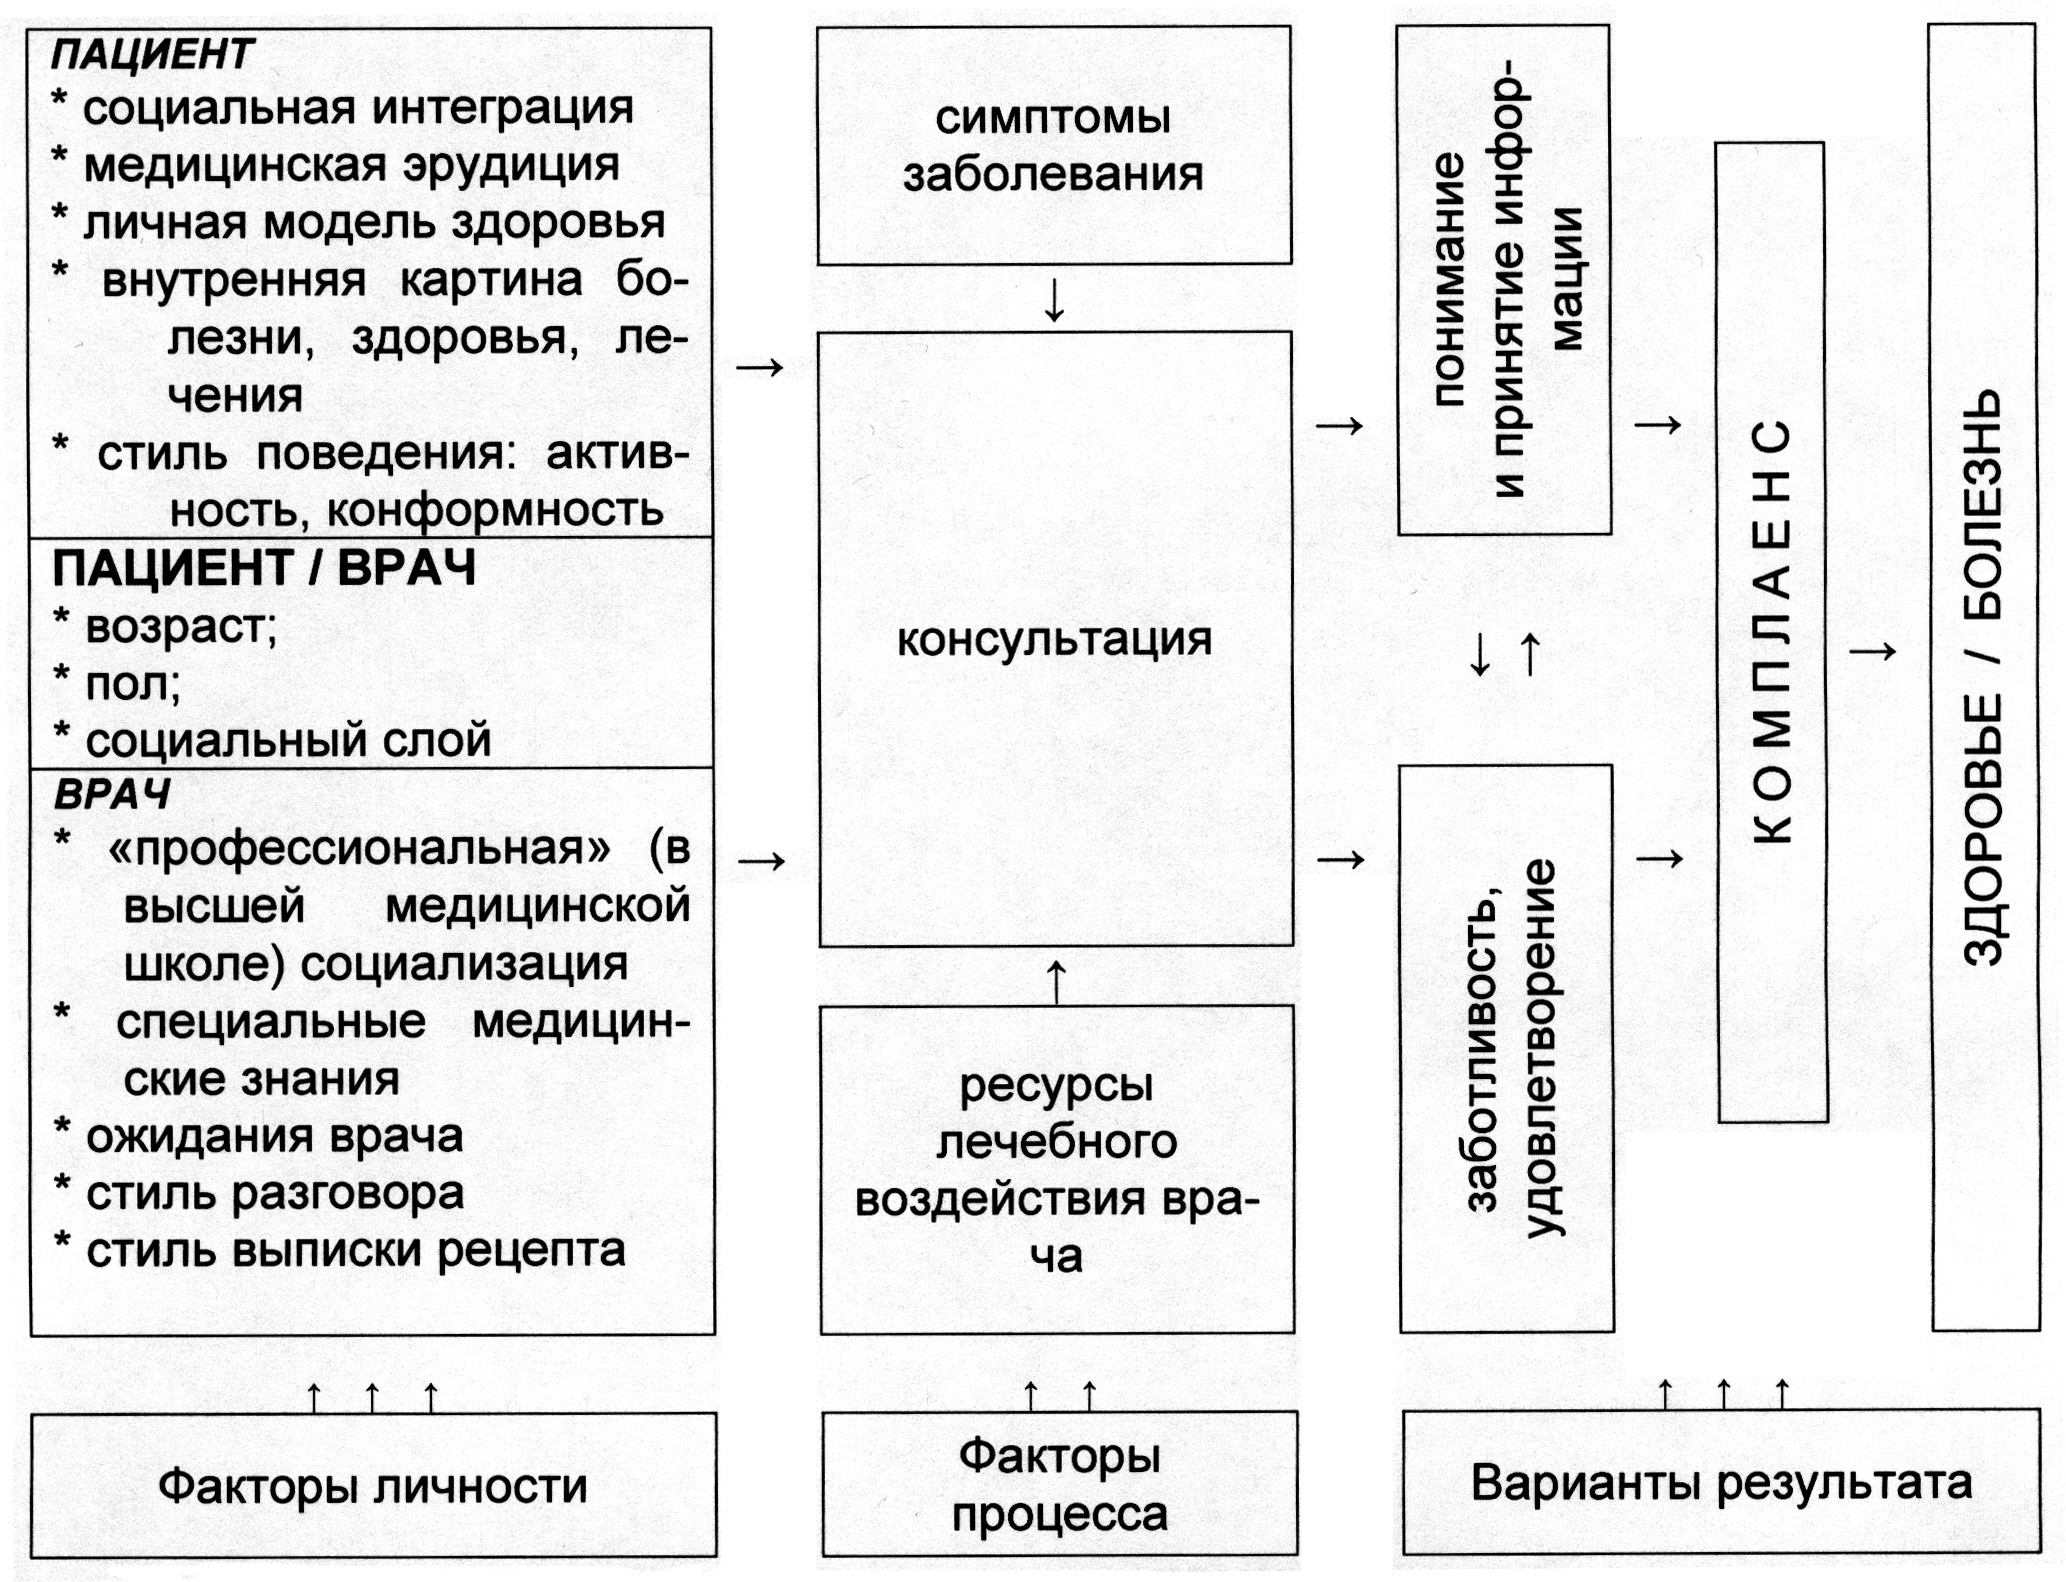 ПАЦИЕНТ
* социальная интеграция
* медицинская эрудиция
* личная модель здоровья
* внутренняя картина бо-
лезни, здоровья, ле-
чения
* стиль поведения: актив-
ность, конформность
ПАЦИЕНТ / ВРАЧ
* возраст;
* пол;
* социальный слой
ВРАЧ
* «профессиональная» (в
высшей медицинской
школе) социализация
* специальные медицин-
ские знания
* ожидания врача
* стиль разговора
* стиль выписки рецепта
симптомы
заболевания
консультация
ресурсы
лечебного
воздействия вра-
ча
понимание
и принятие инфор-
мации
заботливость,
удовлетворение
КОМПЛАЕНС
ЗДОРОВЬЕ / БОЛЕЗНЬ
Факторы личности
Факторы
процесса
Варианты результата